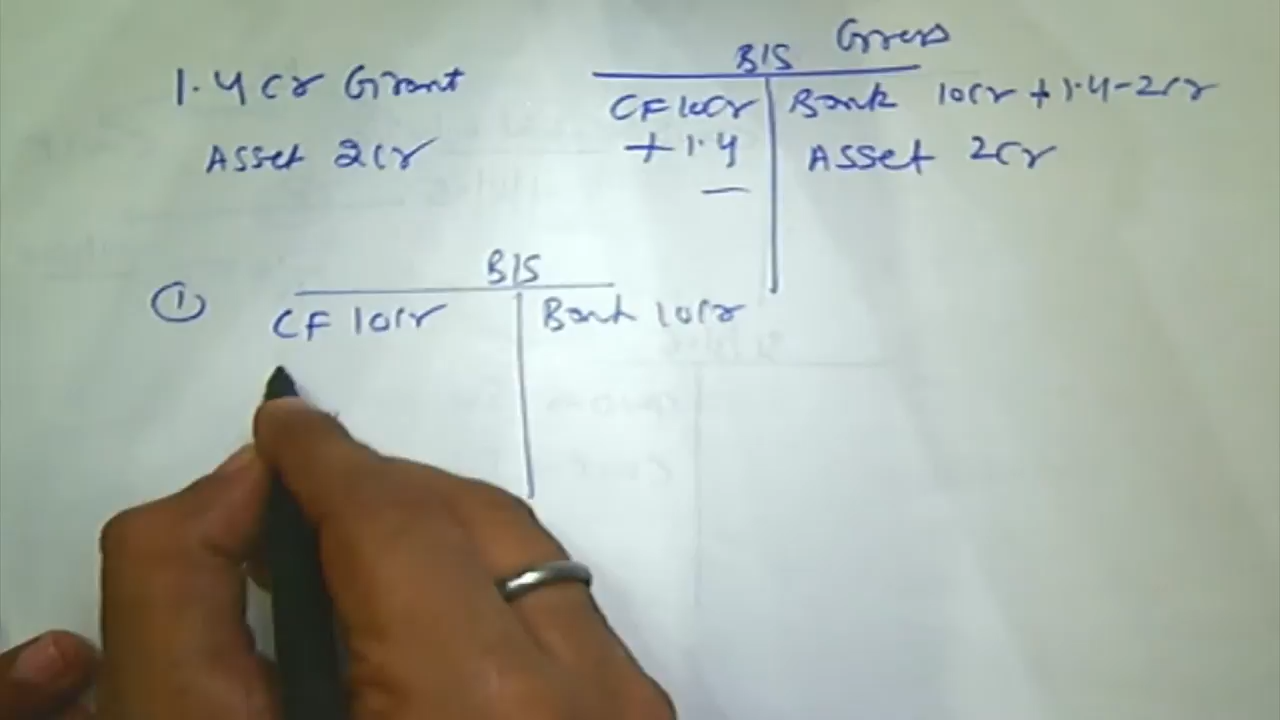 1.4 cr Grant
Asset 2cr
B/S Gross
CF 10Cr Bank 10Cr + 1.4 - 2cr
+ 1.4 Asset 2cr
B/S
① CF 10Cr Bank 10Cr